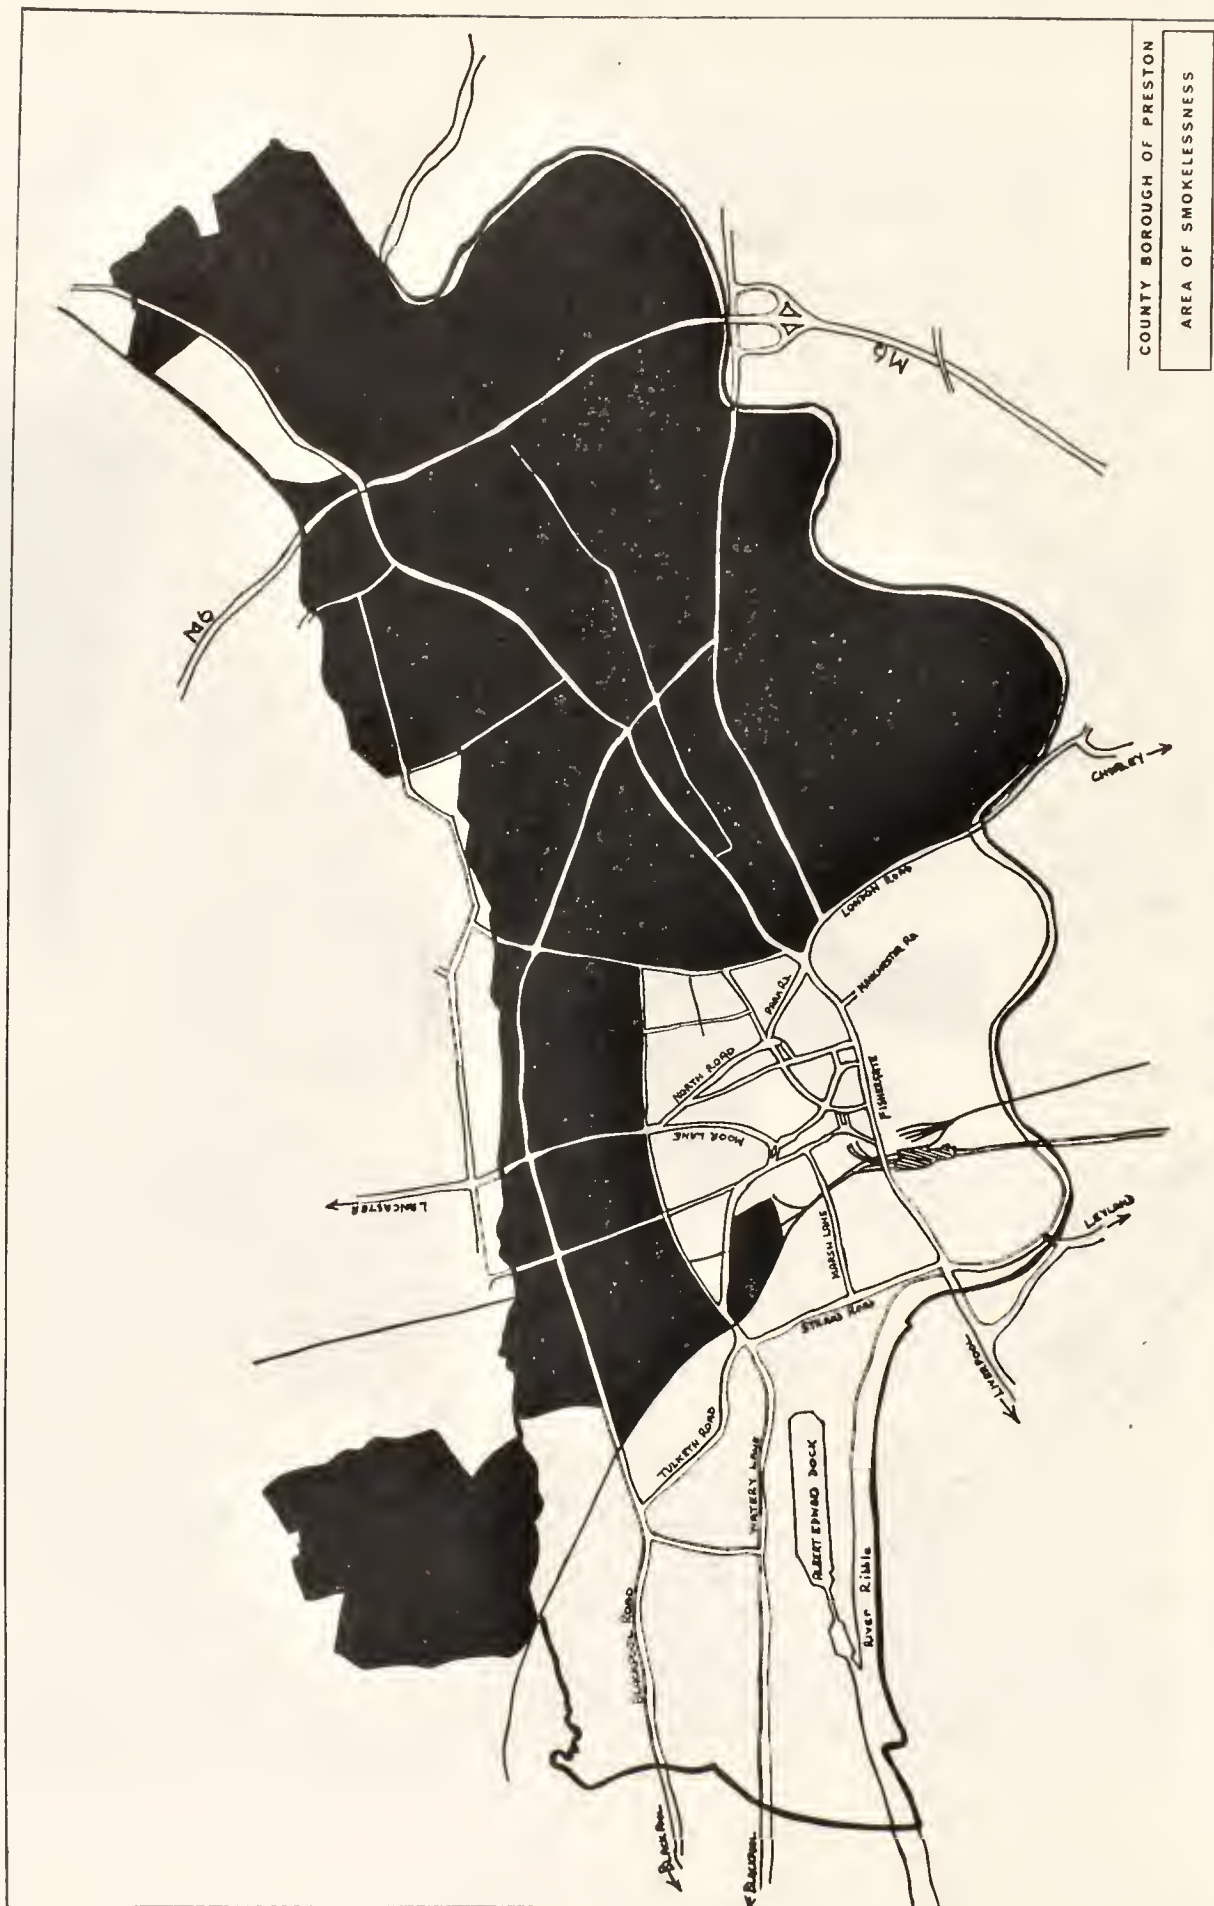 COUNTY BOROUGH OF PRESTON
AREA OF SMOKELESSNESS
M6
M6
CHORLEY
LONDON ROAD
MANCHESTER RD.
PARK RD.
NORTH ROAD
MOOR LANE
FISHERGATE
LANCASTER
MARSH LANE
STRAND ROAD
LEYLAND
LIVERPOOL
TULKETH ROAD
WATERY LANE
ALBERT EDWARD DOCK
River Ribble
BLACKPOOL ROAD
BLACKPOOL
BLACKPOOL